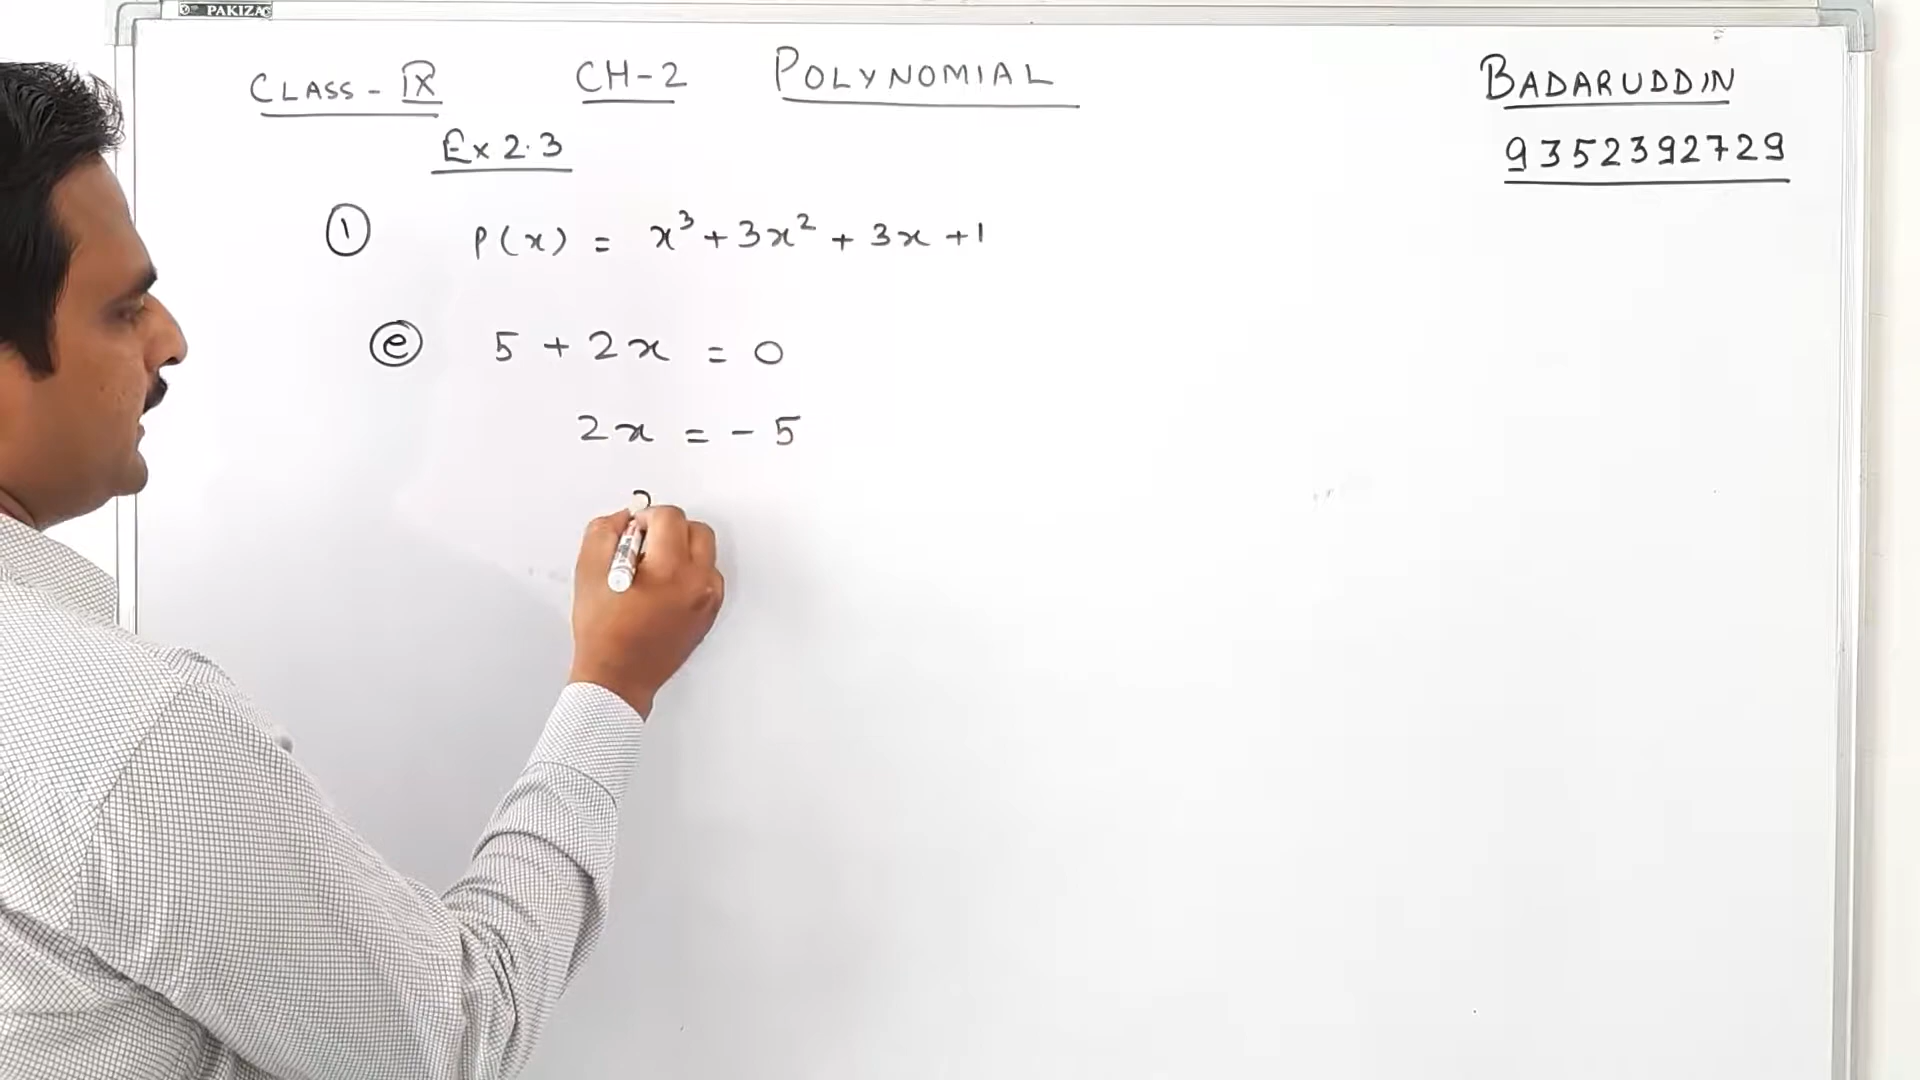 PAKIZA
CLASS - IX CH-2 POLYNOMIAL BADARUDDIN
Ex 2.3 9352392729
① p(x) = x³ + 3x² + 3x + 1
ⓔ 5 + 2x = 0
2x = - 5